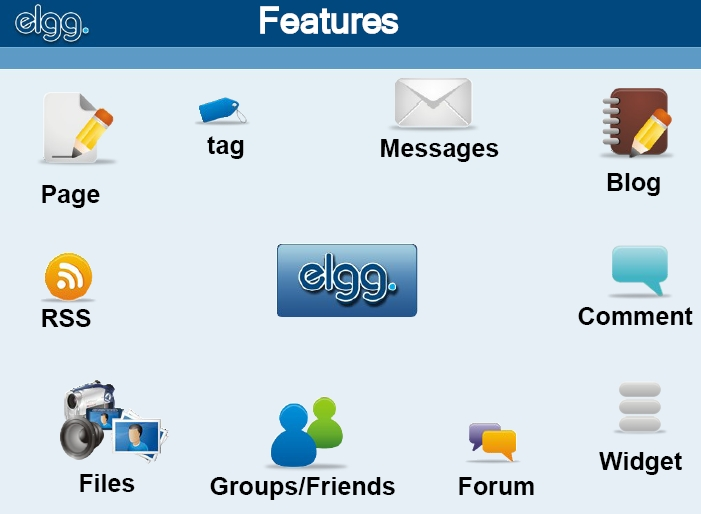 elgg.
Features
Page
tag
Messages
Blog
RSS
elgg.
Comment
Files
Groups/Friends
Forum
Widget